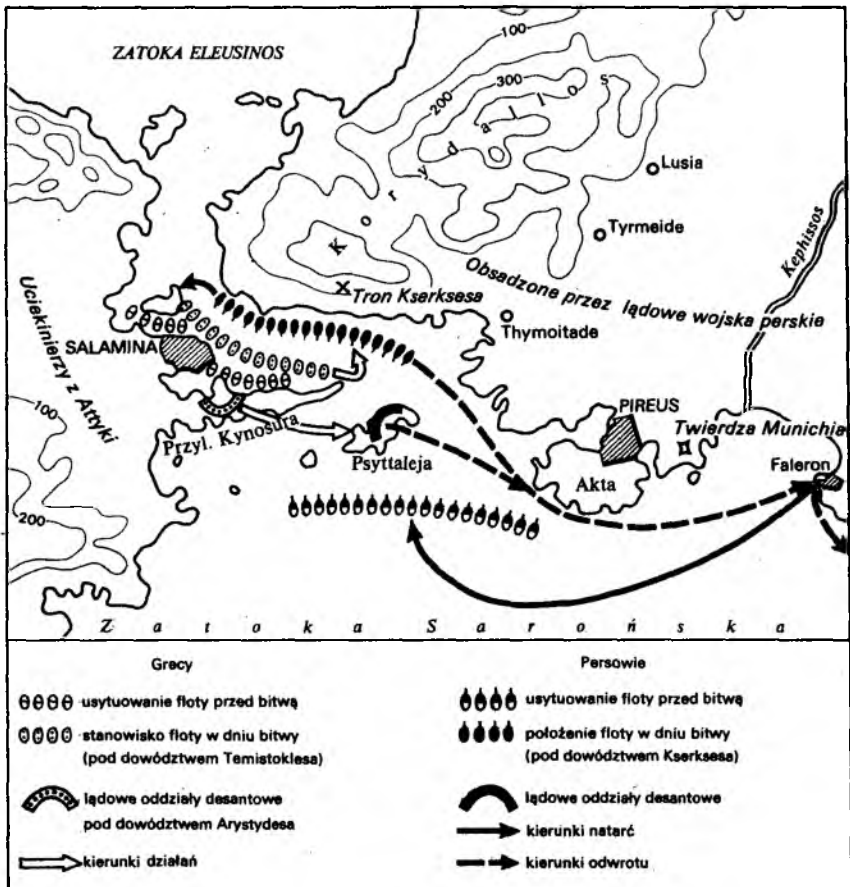 ZATOKA ELEUSINOS
100
300
200
Korydallos
Lusia
Tyrmeide
Kephissos
Tron Kserksesa
Obsadzone przez lądowe wojska perskie
Thymoitade
Uciekinierzy z Attyki
SALAMINA
PIREUS
Twierdza Munichia
Przyl. Kynosura
100
Psyttaleja
Akta
Faleron
200
Zatoka Sarońska
Grecy
usytuowanie floty przed bitwą
stanowisko floty w dniu bitwy
(pod dowództwem Temistoklesa)
lądowe oddziały desantowe
pod dowództwem Arystydesa
kierunki działań
Persowie
usytuowanie floty przed bitwą
położenie floty w dniu bitwy
(pod dowództwem Kserksesa)
lądowe oddziały desantowe
kierunki natarć
kierunki odwrotu